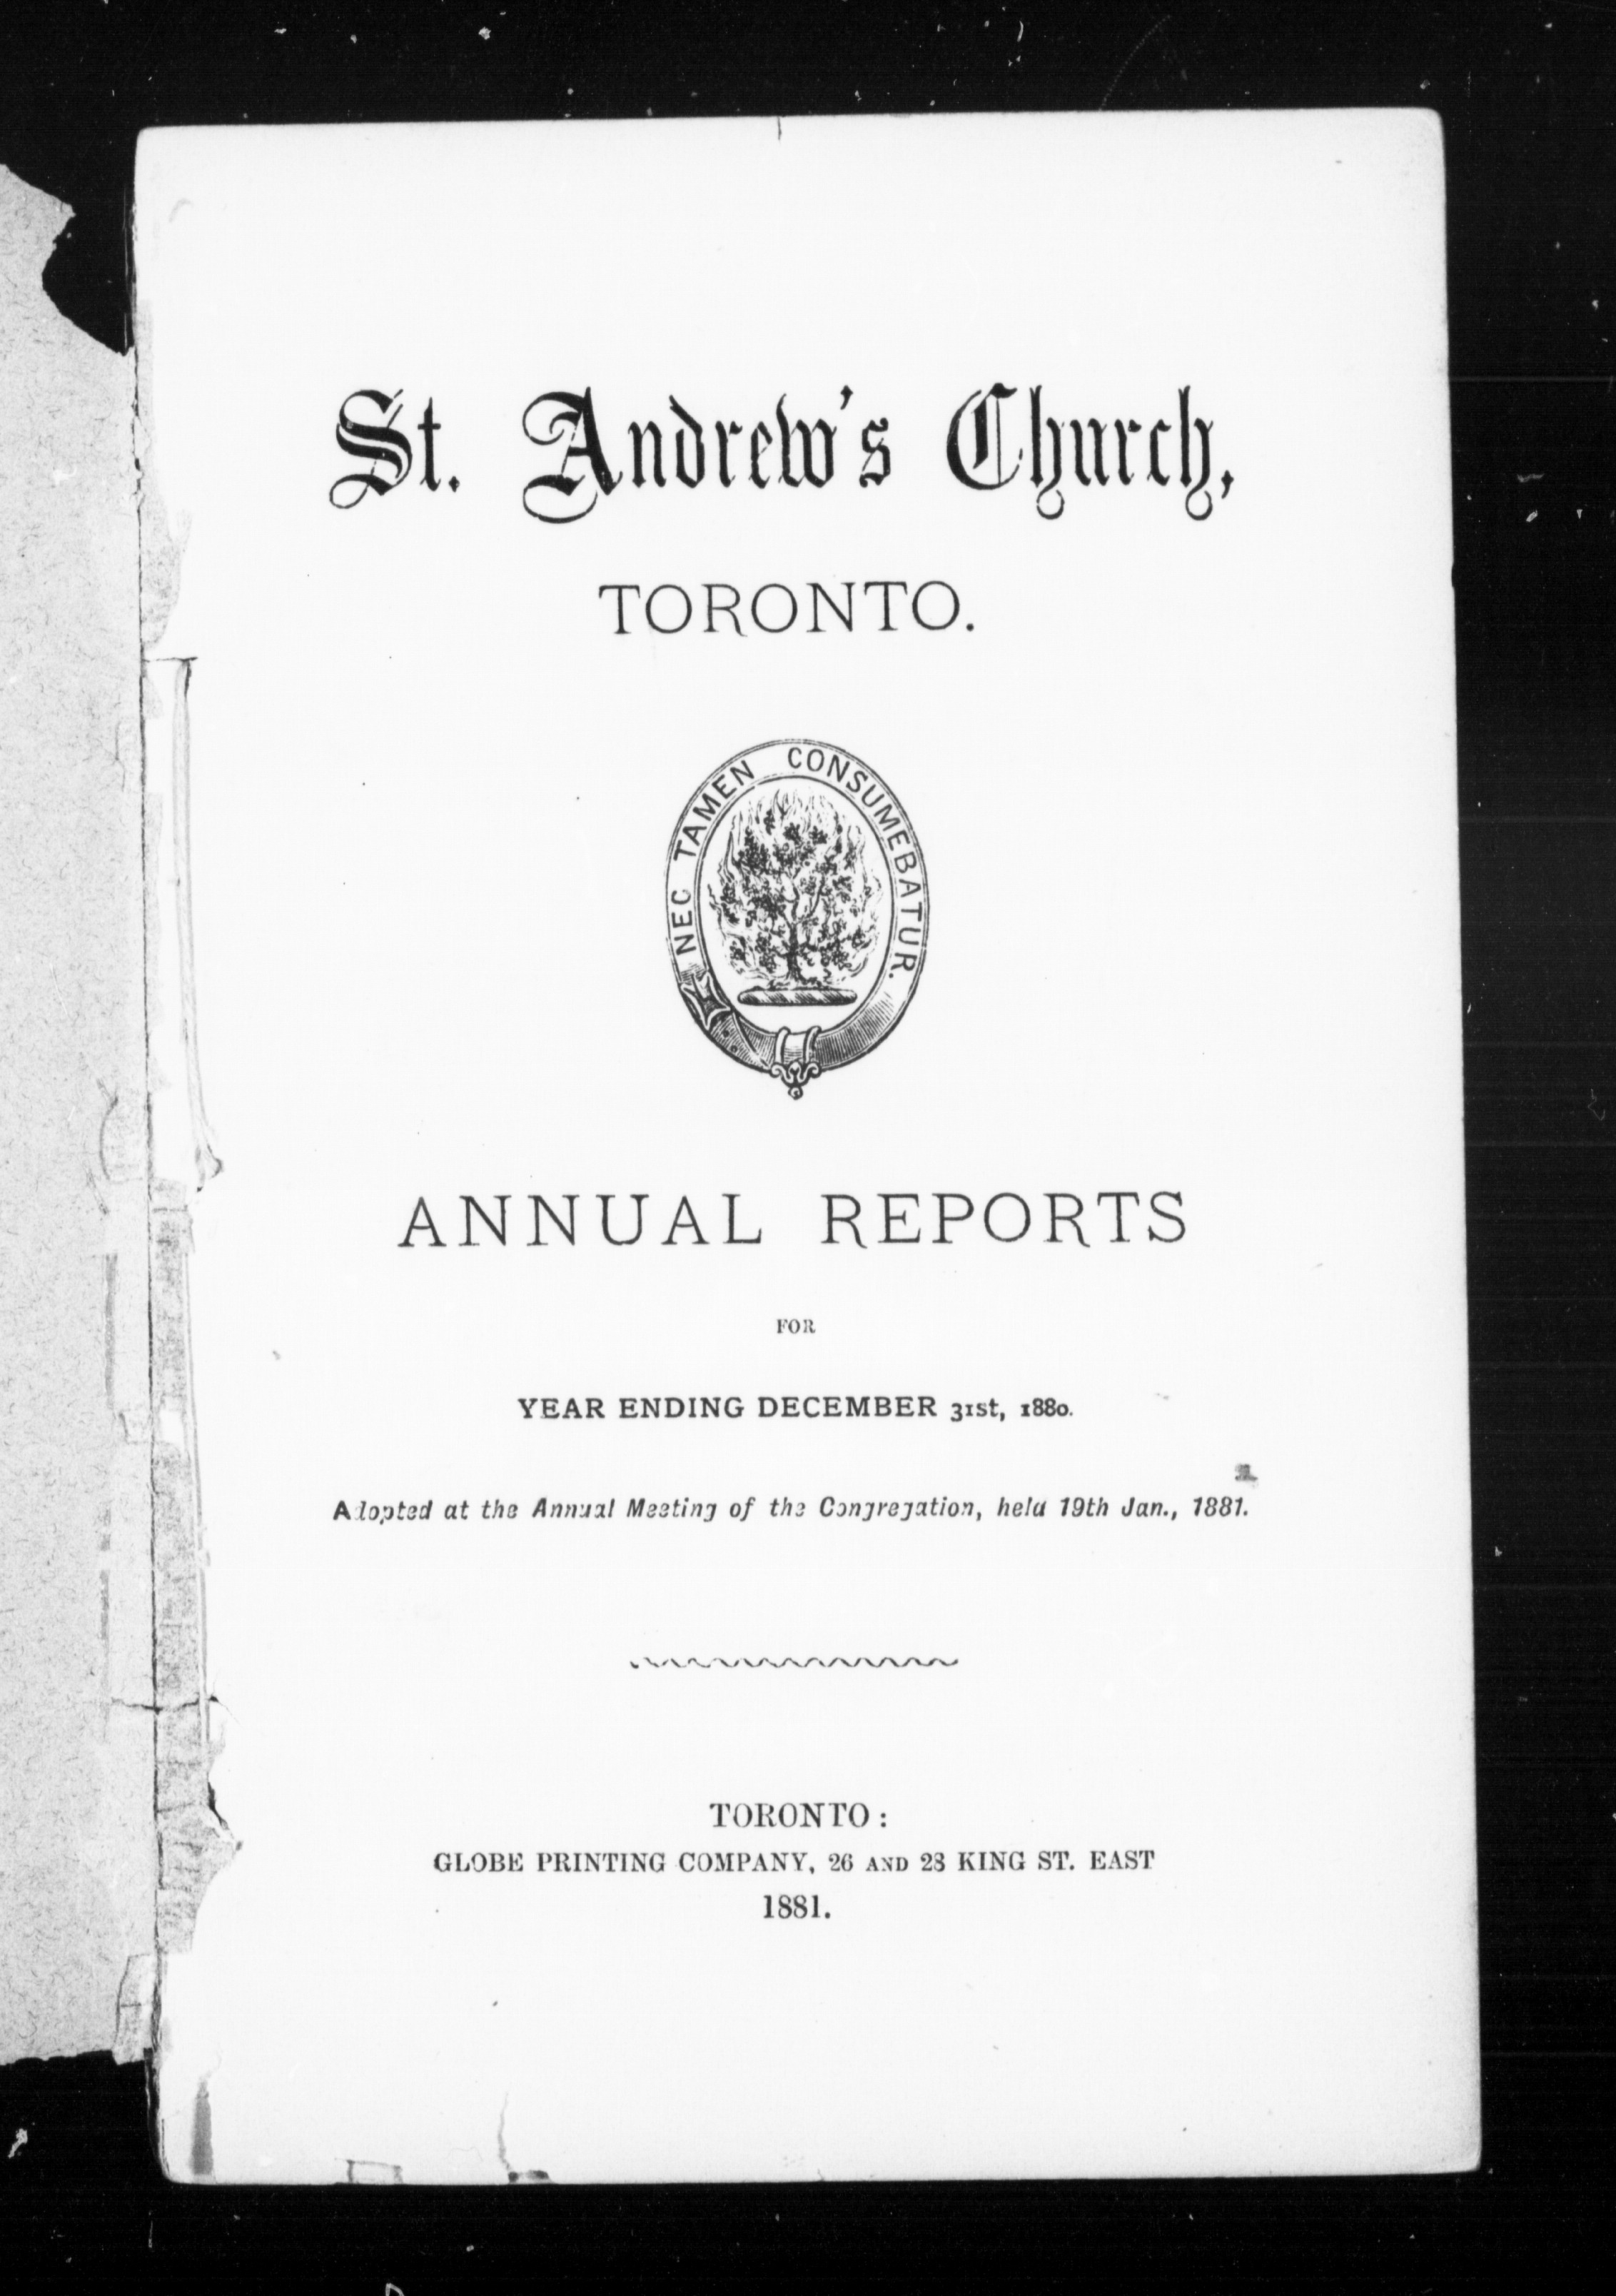 St. Andrew's Church,
TORONTO.
NEC TAMEN CONSUMEBATUR.
ANNUAL REPORTS
FOR
YEAR ENDING DECEMBER 31st, 1880.
Adopted at the Annual Meeting of the Congregation, held 19th Jan., 1881.
TORONTO:
GLOBE PRINTING COMPANY, 26 AND 28 KING ST. EAST
1881.